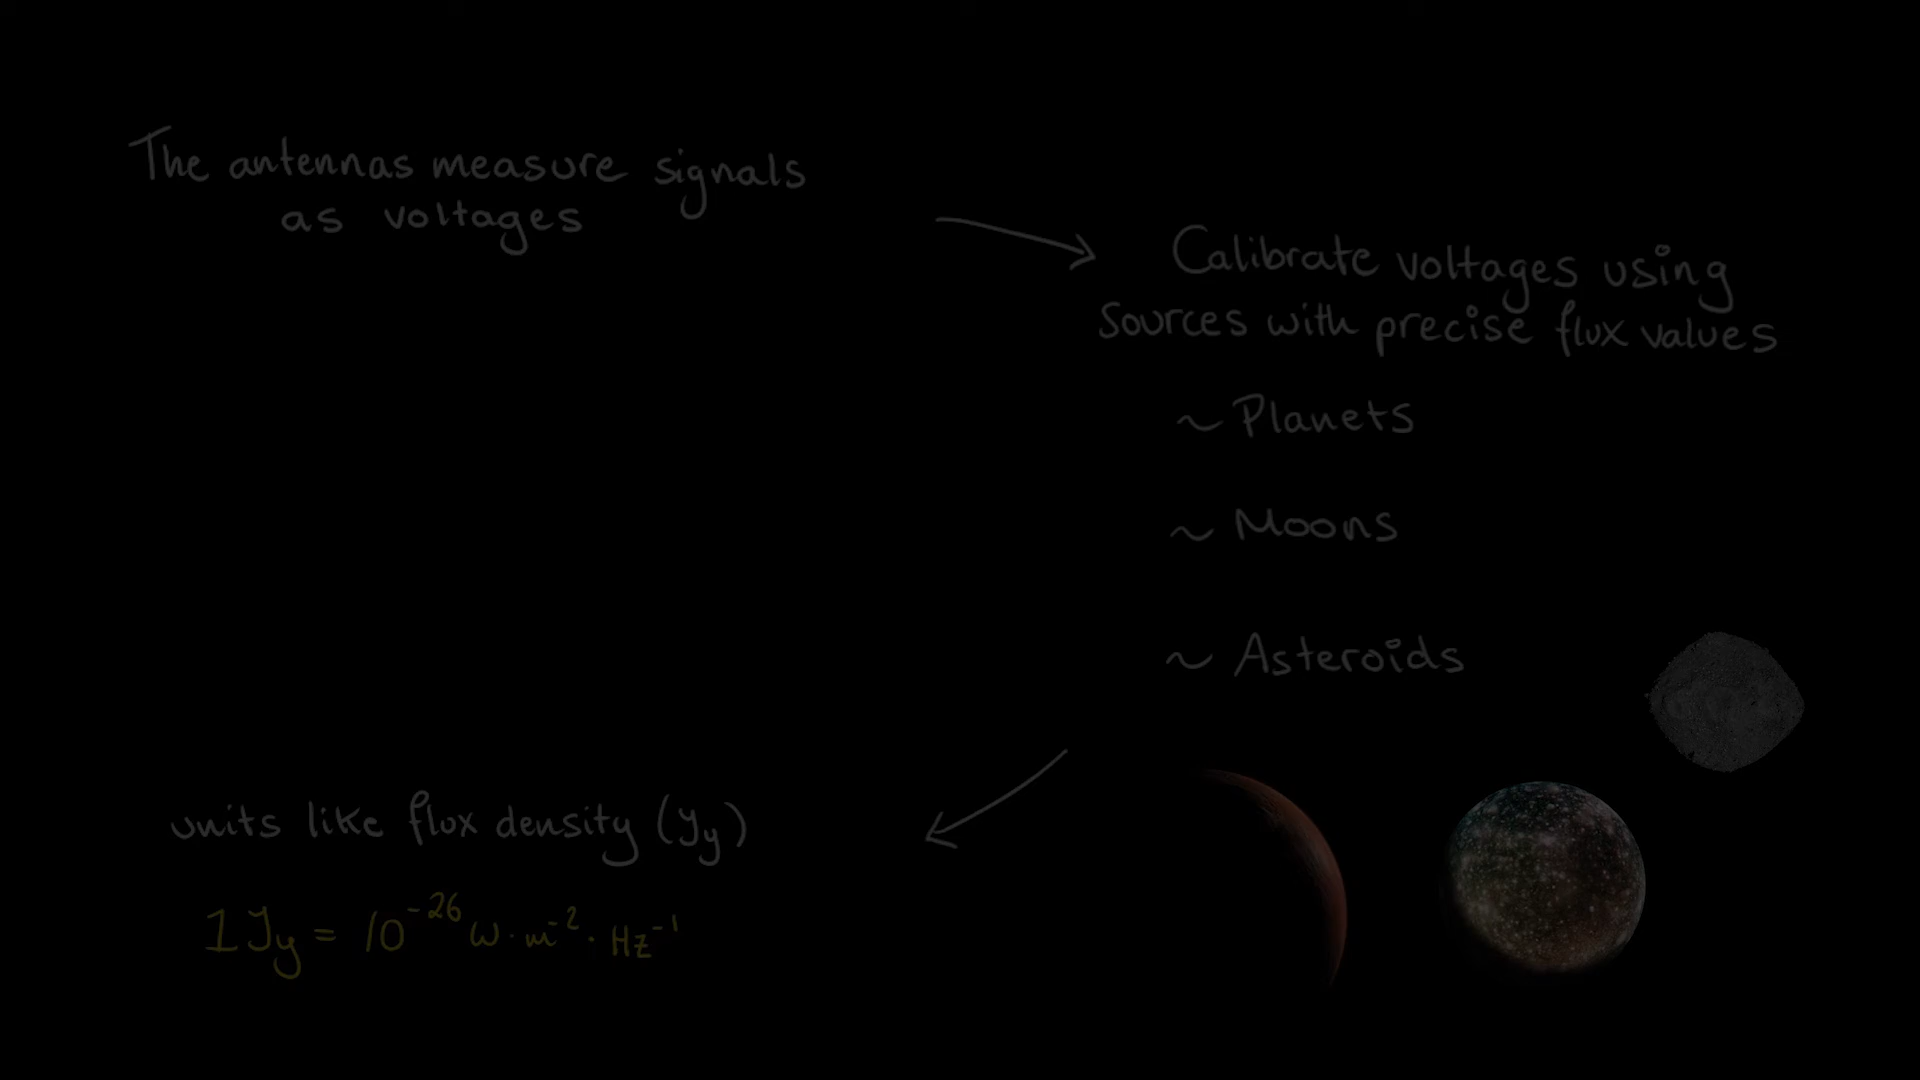 The antennas measure signals
as voltages
Calibrate voltages using
Sources with precise flux values
~ Planets
~ Moons
~ Asteroids
units like flux density (Jy)
1 Jy = 10⁻²⁶ W · m⁻² · Hz⁻¹